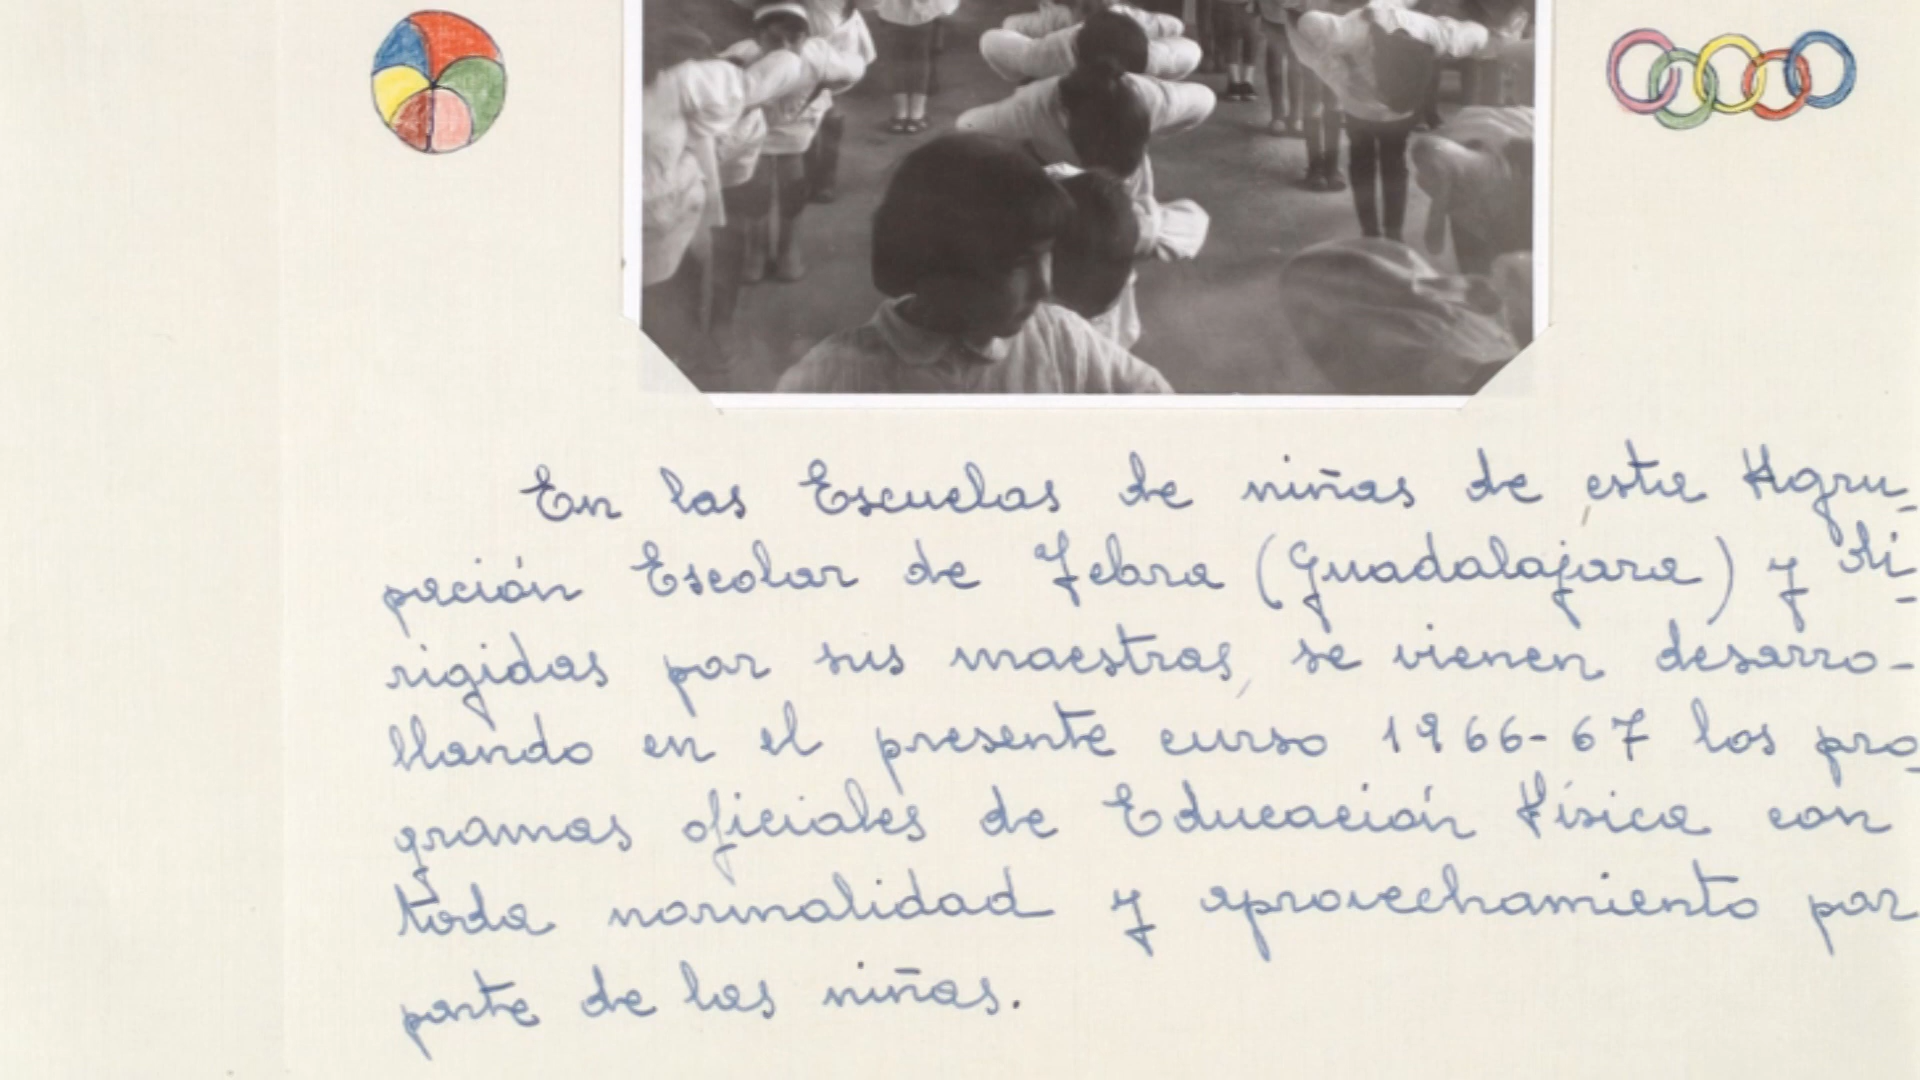 En las Escuelas de niñas de esta Agru-
pación Escolar de Yebra (Guadalajara) y di-
rigidas por sus maestras, se vienen desarro-
llando en el presente curso 1966-67 los pro-
gramas oficiales de Educación Física con
toda normalidad y aprovechamiento por
parte de las niñas.